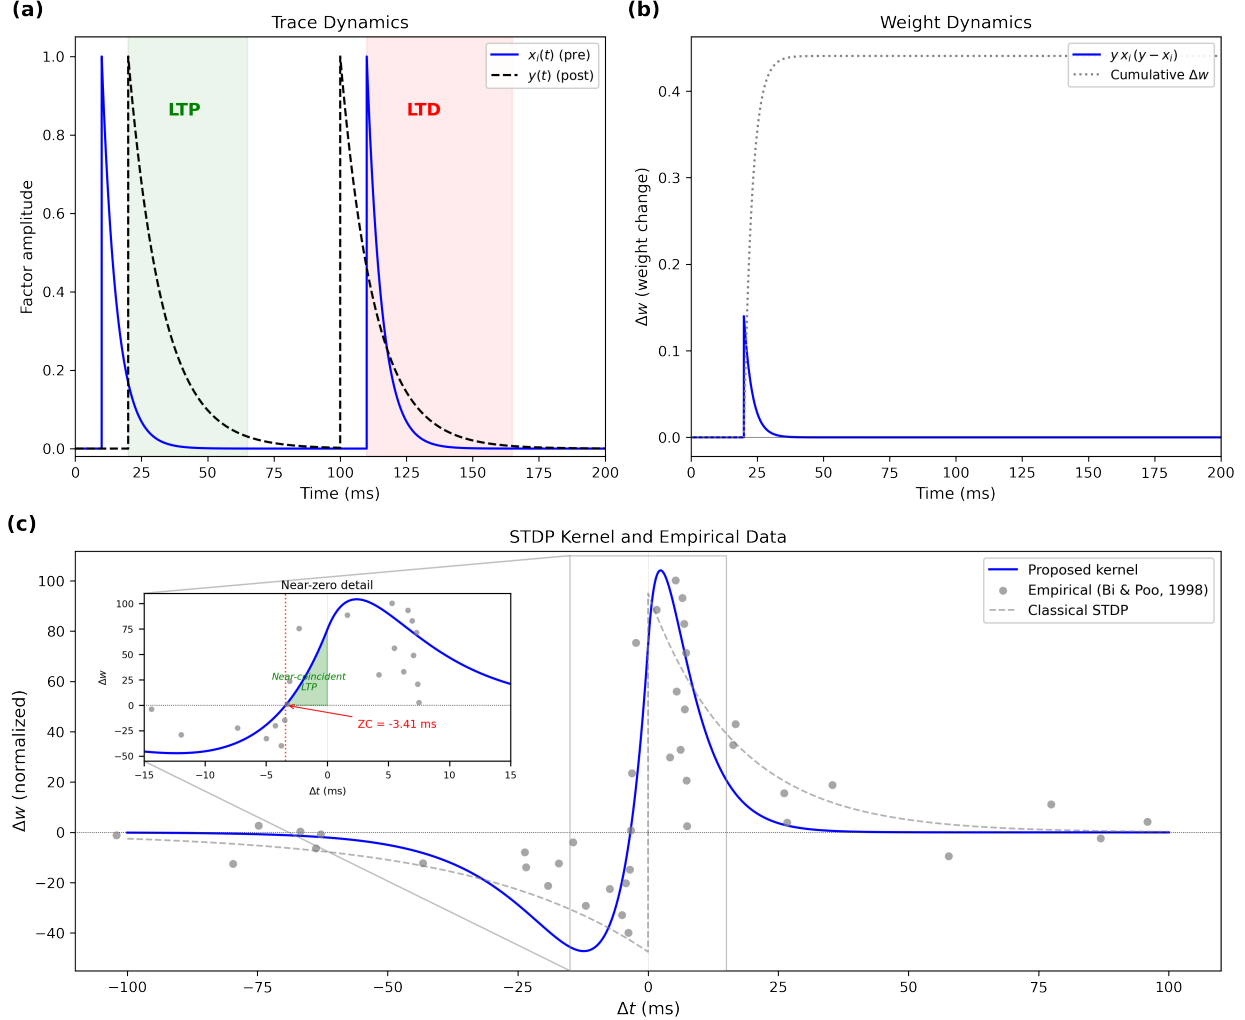 (a)
Trace Dynamics
x_i(t) (pre)
y(t) (post)
LTP
LTD
Factor amplitude
1.0
0.8
0.6
0.4
0.2
0.0
0 25 50 75 100 125 150 175 200
Time (ms)
(b)
Weight Dynamics
y x_i (y − x_i)
Cumulative Δw
Δw (weight change)
0.4
0.3
0.2
0.1
0.0
0 25 50 75 100 125 150 175 200
Time (ms)
(c)
STDP Kernel and Empirical Data
Proposed kernel
Empirical (Bi & Poo, 1998)
Classical STDP
Δw (normalized)
100
80
60
40
20
0
−20
−40
−100 −75 −50 −25 0 25 50 75 100
Δt (ms)
Near-zero detail
Δw
100
75
50
25
0
−25
−50
Near-coincident
LTP
ZC = -3.41 ms
−15 −10 −5 0 5 10 15
Δt (ms)